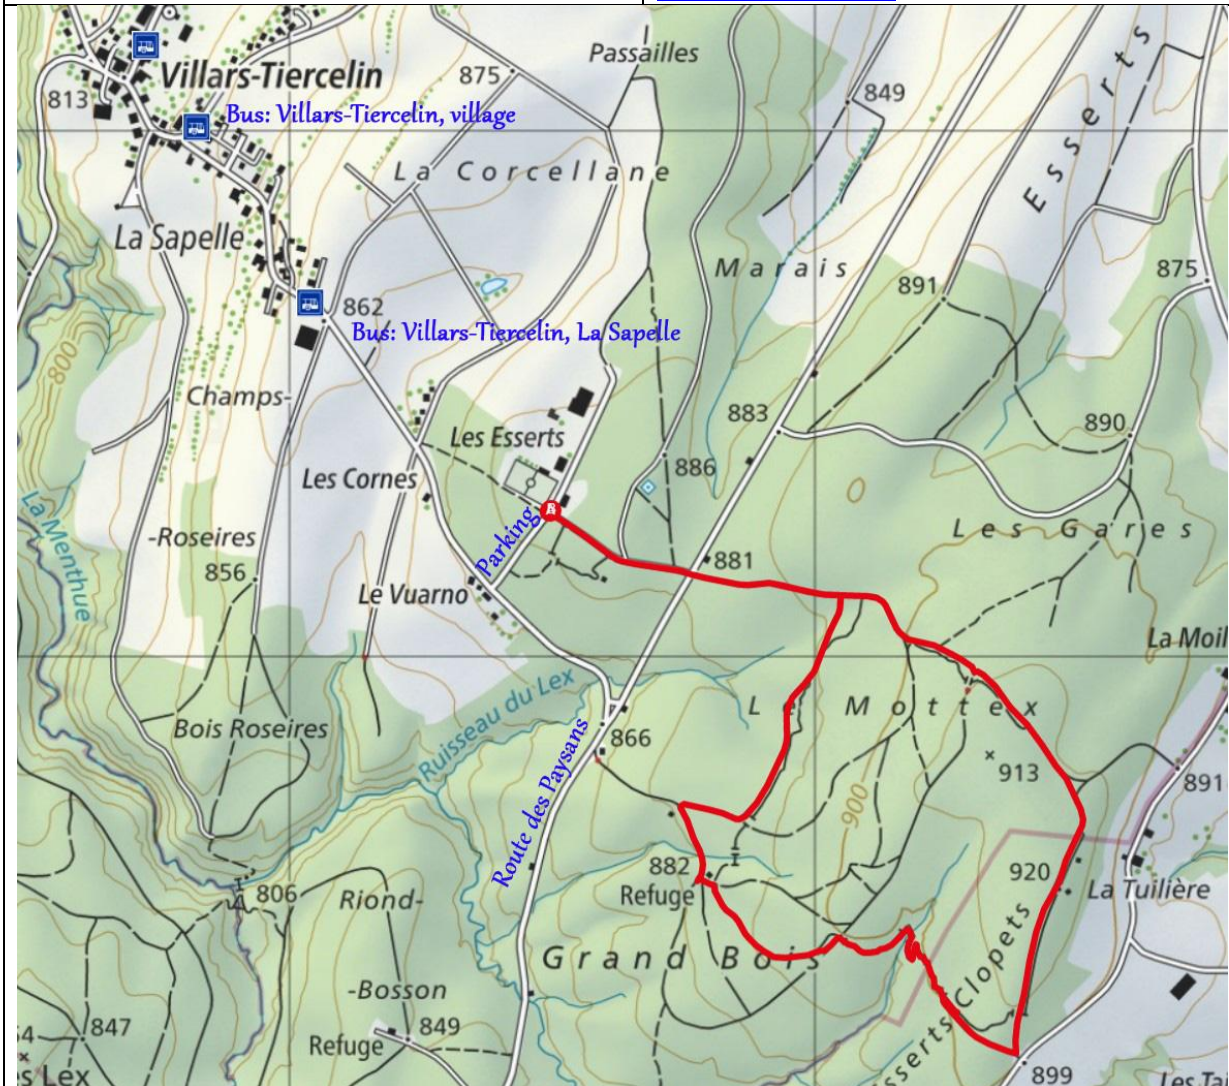 Passailles
Villars-Tiercelin
875
813
849
Bus: Villars-Tiercelin, village
Esserts
La Corcellane
La Sapelle
Marais
875
891
862
Bus: Villars-Tiercelin, La Sapelle
800
Champs-
883
890
Les Esserts
886
Les Cornes
La Menthue
Les Gares
-Roseires
Parking
881
856
Le Vuarno
La Moil
Ruisseau du Lex
Le Mottex
Bois Roseires
866
913
891
Route des Paysans
900
882
920
Refuge
La Tuilière
806
Riond-
Grand Bois
Clopets
-Bosson
847
849
Refuge
sserts
s Lex
899
Les Ta